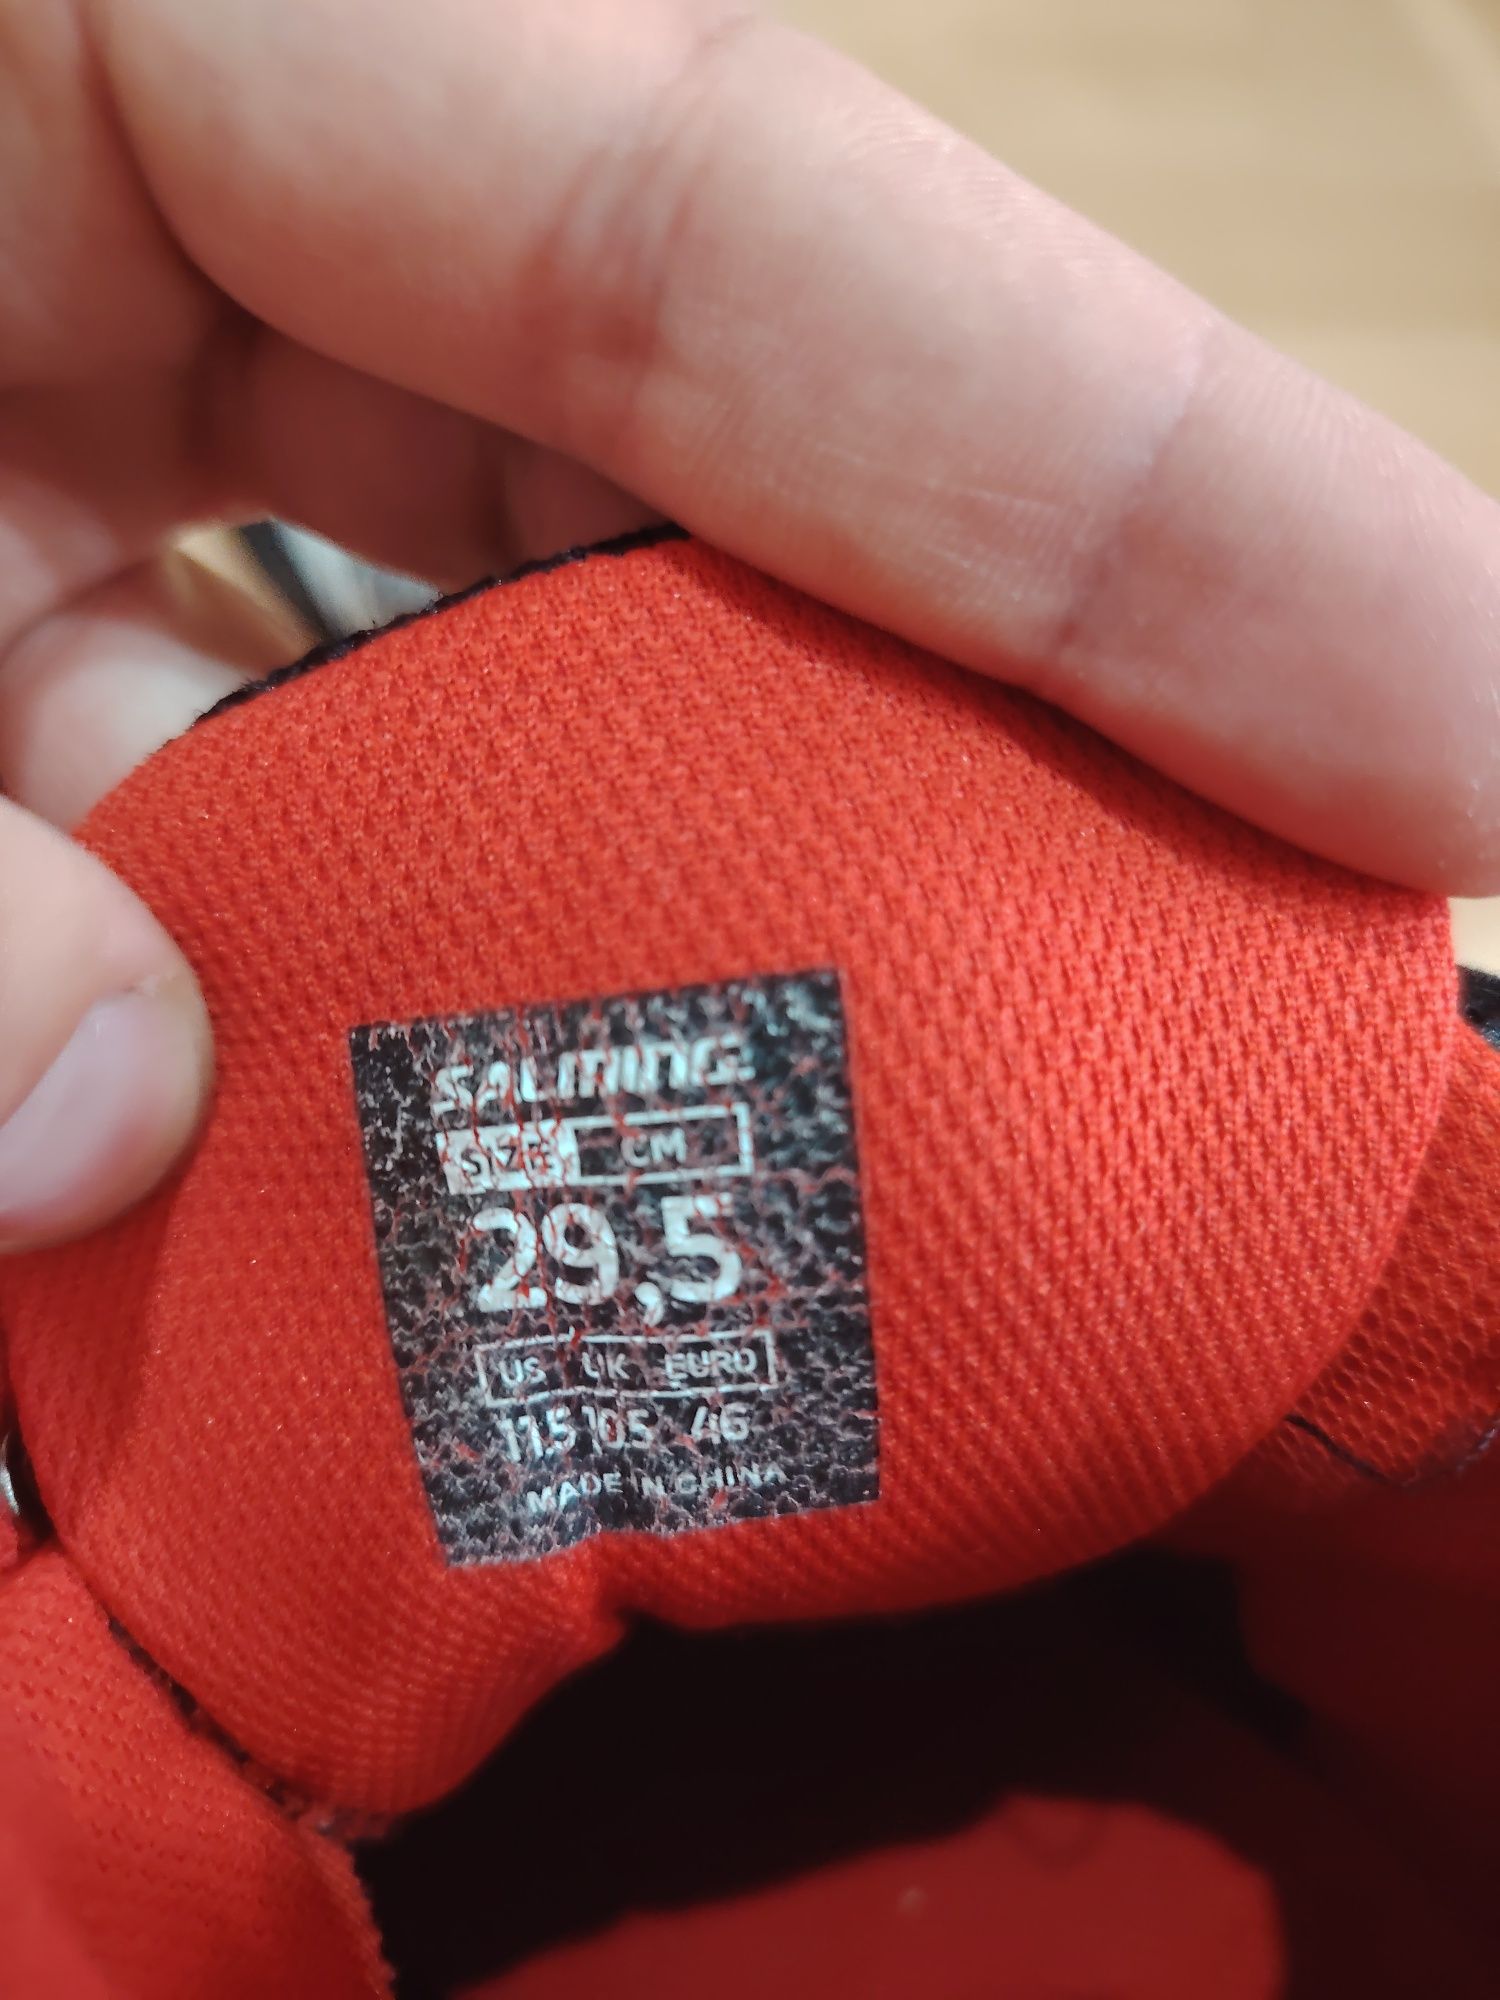 SALMING
SIZE CM
29,5
US UK EURO
11.5 10.5 46
MADE IN CHINA